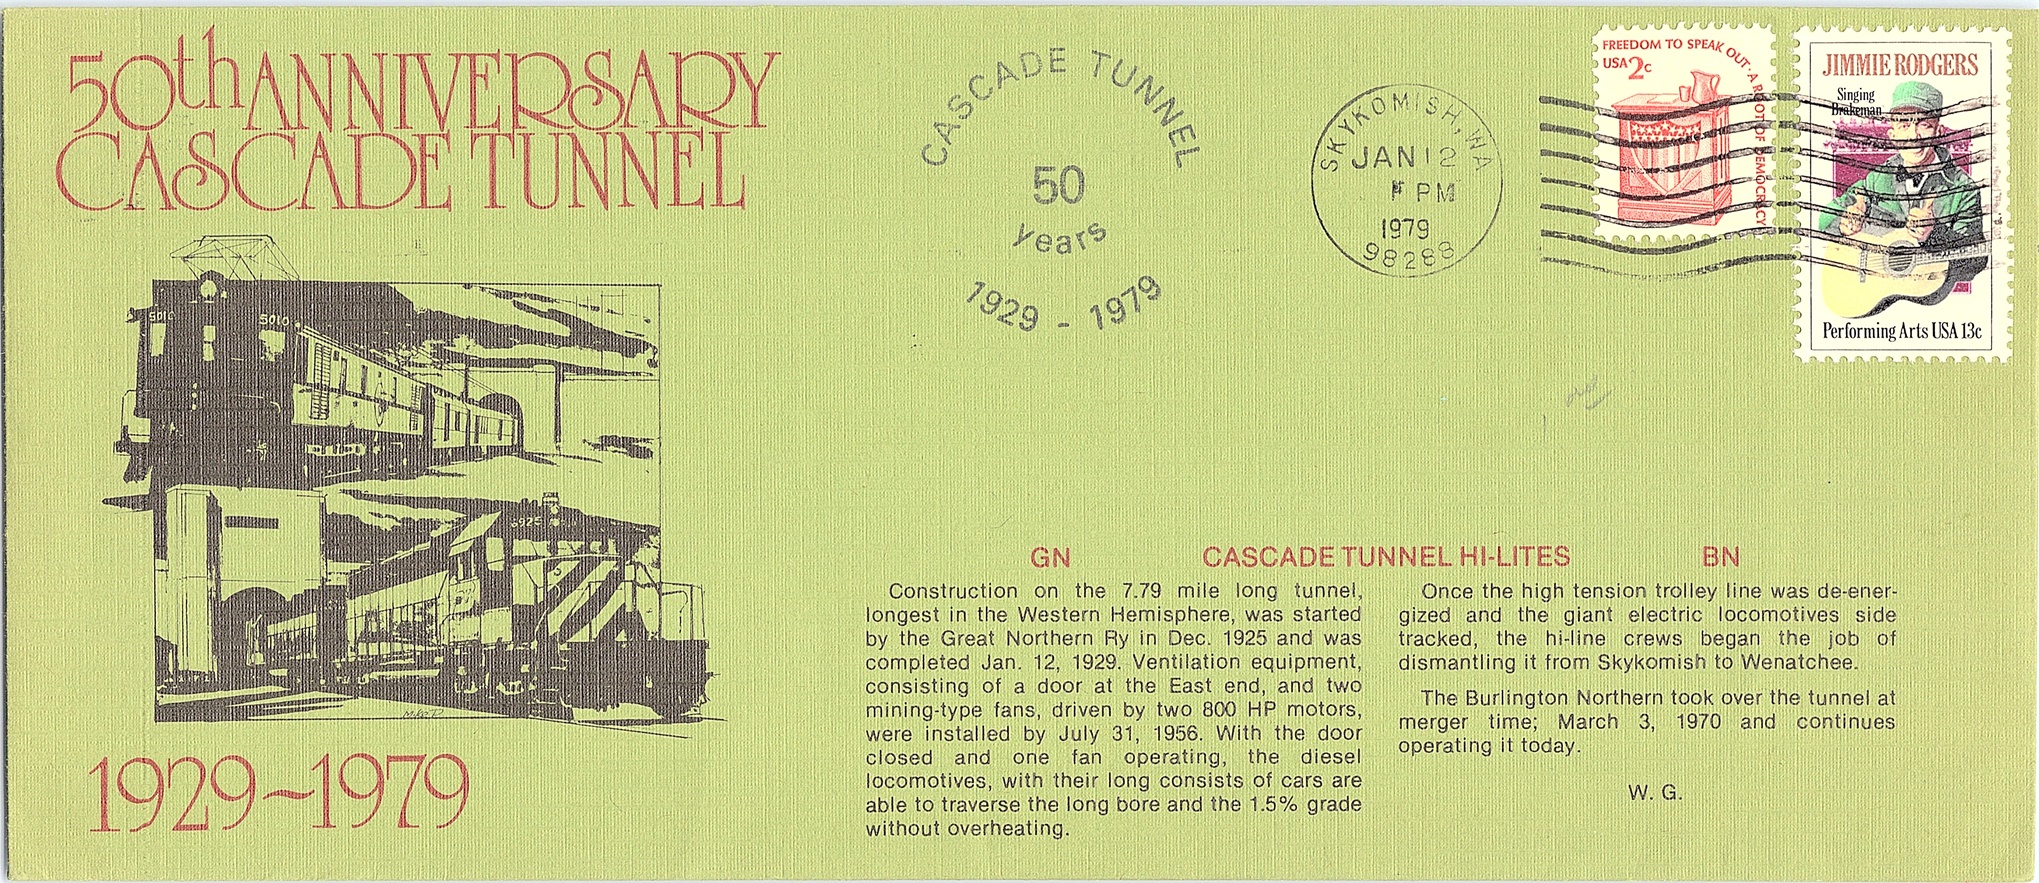 50th ANNIVERSARY
CASCADE TUNNEL
CASCADE TUNNEL
50
years
1929 - 1979
SKYKOMISH, WA
JAN 12
PM
1979
98288
FREEDOM TO SPEAK OUT · A ROOT OF DEMOCRACY
USA 2c
JIMMIE RODGERS
Singing
Brakeman
Performing Arts USA 13c
5010
5010
1929~1979
GN CASCADE TUNNEL HI-LITES BN
Construction on the 7.79 mile long tunnel,
longest in the Western Hemisphere, was started
by the Great Northern Ry in Dec. 1925 and was
completed Jan. 12, 1929. Ventilation equipment,
consisting of a door at the East end, and two
mining-type fans, driven by two 800 HP motors,
were installed by July 31, 1956. With the door
closed and one fan operating, the diesel
locomotives, with their long consists of cars are
able to traverse the long bore and the 1.5% grade
without overheating.
Once the high tension trolley line was de-ener-
gized and the giant electric locomotives side
tracked, the hi-line crews began the job of
dismantling it from Skykomish to Wenatchee.
The Burlington Northern took over the tunnel at
merger time; March 3, 1970 and continues
operating it today.
W. G.